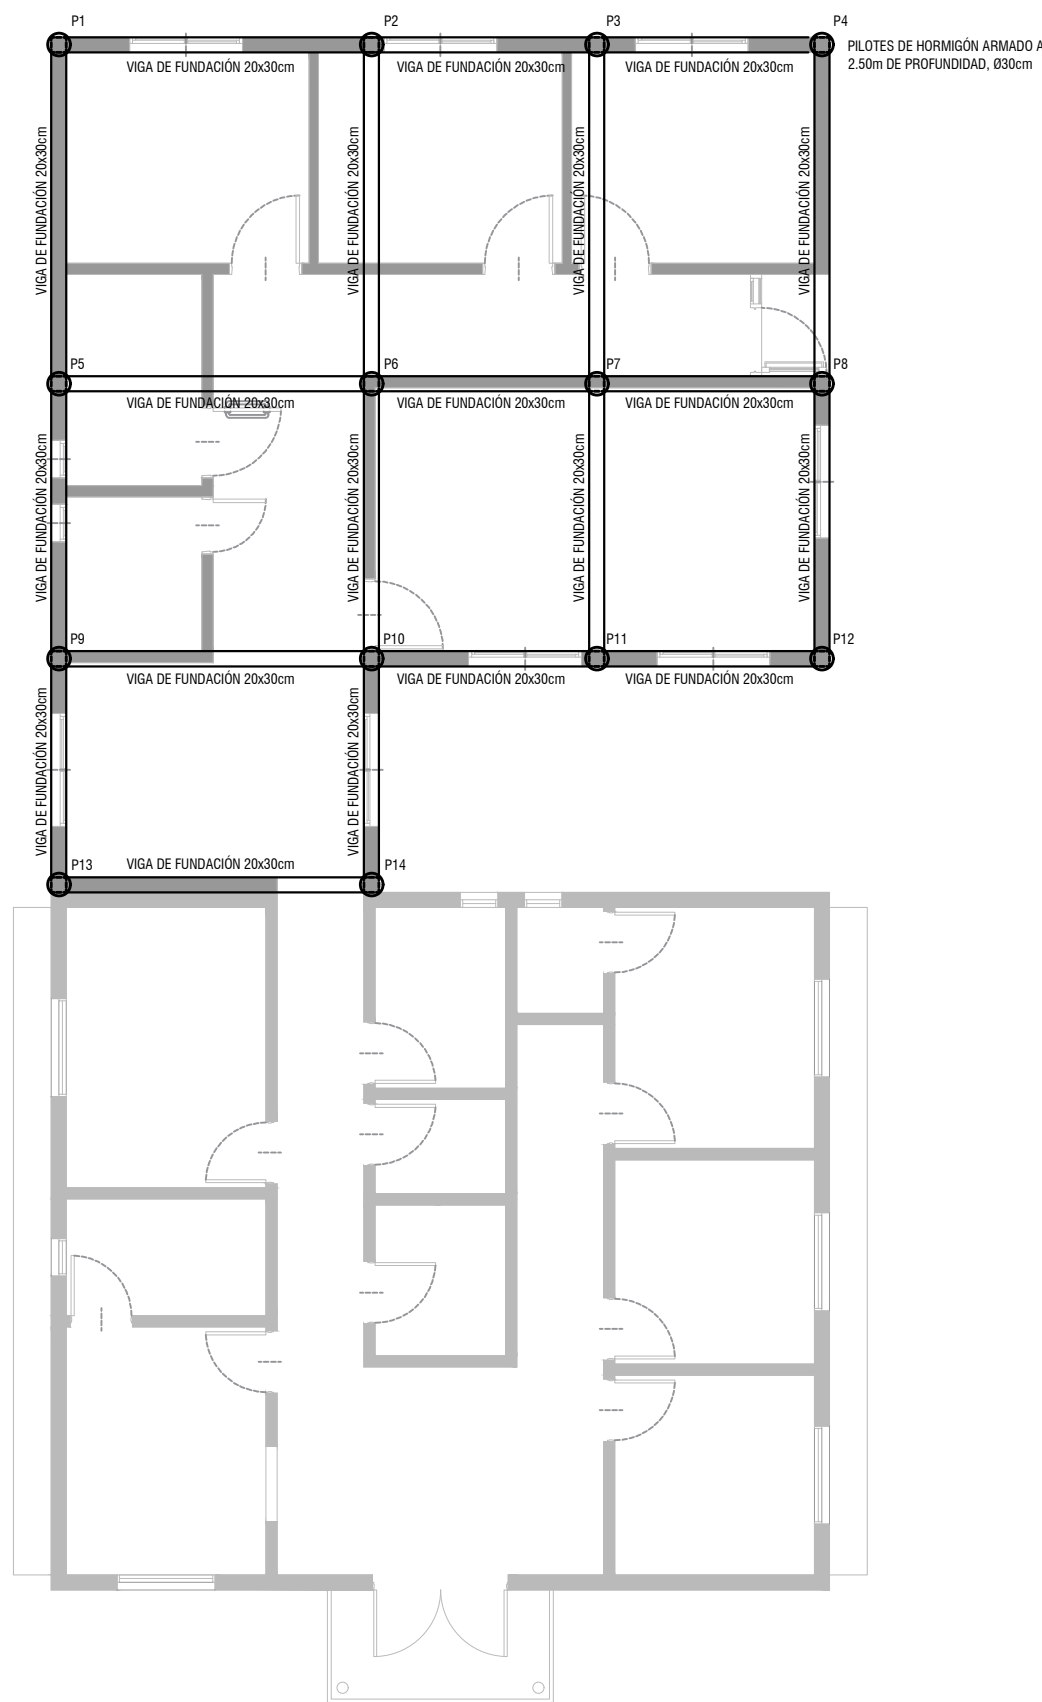 P1
P2
P3
P4
PILOTES DE HORMIGÓN ARMADO A
2.50m DE PROFUNDIDAD, Ø30cm
VIGA DE FUNDACIÓN 20x30cm
VIGA DE FUNDACIÓN 20x30cm
VIGA DE FUNDACIÓN 20x30cm
VIGA DE FUNDACIÓN 20x30cm
VIGA DE FUNDACIÓN 20x30cm
VIGA DE FUNDACIÓN 20x30cm
VIGA DE FUNDACIÓN 20x30cm
P5
P6
P7
P8
VIGA DE FUNDACIÓN 20x30cm
VIGA DE FUNDACIÓN 20x30cm
VIGA DE FUNDACIÓN 20x30cm
VIGA DE FUNDACIÓN 20x30cm
VIGA DE FUNDACIÓN 20x30cm
VIGA DE FUNDACIÓN 20x30cm
VIGA DE FUNDACIÓN 20x30cm
P9
P10
P11
P12
VIGA DE FUNDACIÓN 20x30cm
VIGA DE FUNDACIÓN 20x30cm
VIGA DE FUNDACIÓN 20x30cm
VIGA DE FUNDACIÓN 20x30cm
VIGA DE FUNDACIÓN 20x30cm
P13
VIGA DE FUNDACIÓN 20x30cm
P14